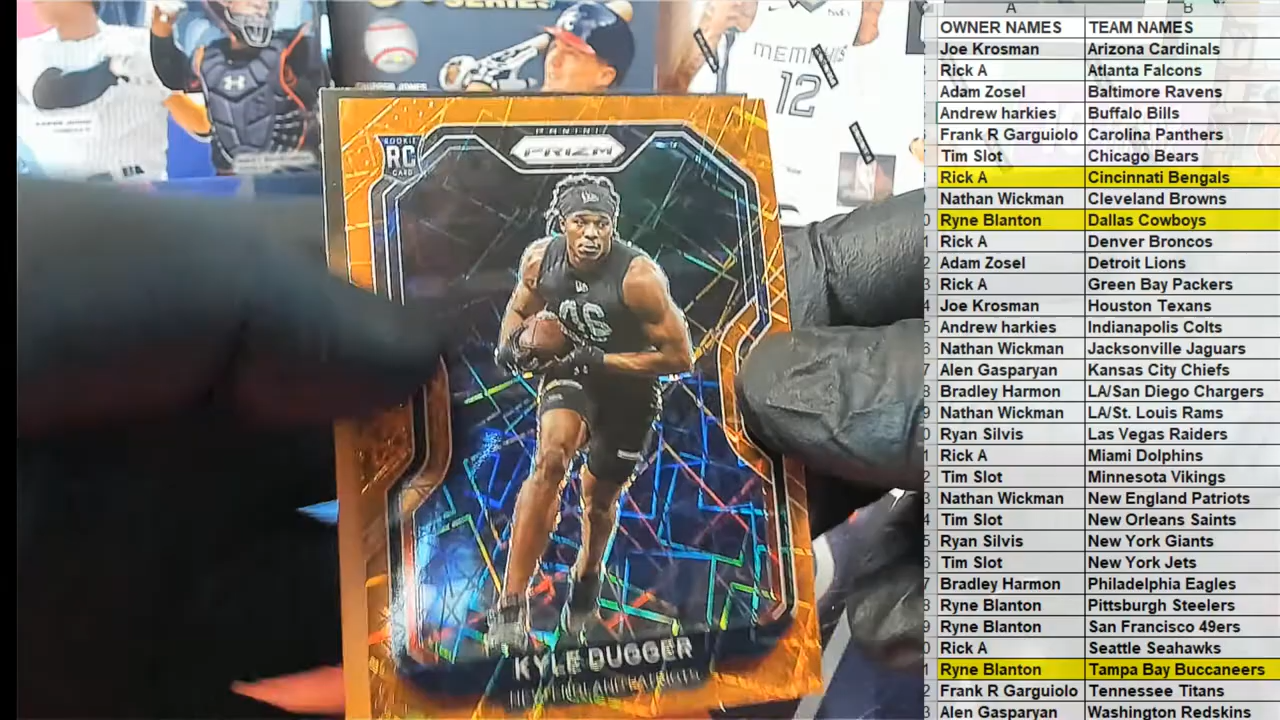 SERIES
MEMPHIS
12
ROOKIE
RC
CARD
PANINI
PRIZM
KYLE DUGGER
NEW ENGLAND PATRIOTS
A
B
OWNER NAMES TEAM NAMES
Joe Krosman Arizona Cardinals
Rick A Atlanta Falcons
Adam Zosel Baltimore Ravens
Andrew harkies Buffalo Bills
Frank R Garguiolo Carolina Panthers
Tim Slot Chicago Bears
Rick A Cincinnati Bengals
Nathan Wickman Cleveland Browns
Ryne Blanton Dallas Cowboys
Rick A Denver Broncos
Adam Zosel Detroit Lions
Rick A Green Bay Packers
Joe Krosman Houston Texans
Andrew harkies Indianapolis Colts
Nathan Wickman Jacksonville Jaguars
Alen Gasparyan Kansas City Chiefs
Bradley Harmon LA/San Diego Chargers
Nathan Wickman LA/St. Louis Rams
Ryan Silvis Las Vegas Raiders
Rick A Miami Dolphins
Tim Slot Minnesota Vikings
Nathan Wickman New England Patriots
Tim Slot New Orleans Saints
Ryan Silvis New York Giants
Tim Slot New York Jets
Bradley Harmon Philadelphia Eagles
Ryne Blanton Pittsburgh Steelers
Ryne Blanton San Francisco 49ers
Rick A Seattle Seahawks
Ryne Blanton Tampa Bay Buccaneers
Frank R Garguiolo Tennessee Titans
Alen Gasparyan Washington Redskins